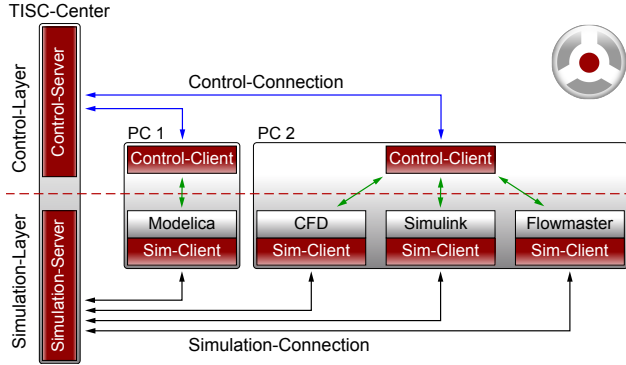 TISC-Center
Control-Layer
Control-Server
Control-Connection
PC 1
PC 2
Control-Client
Control-Client
Simulation-Layer
Simulation-Server
Modelica
CFD
Simulink
Flowmaster
Sim-Client
Sim-Client
Sim-Client
Sim-Client
Simulation-Connection